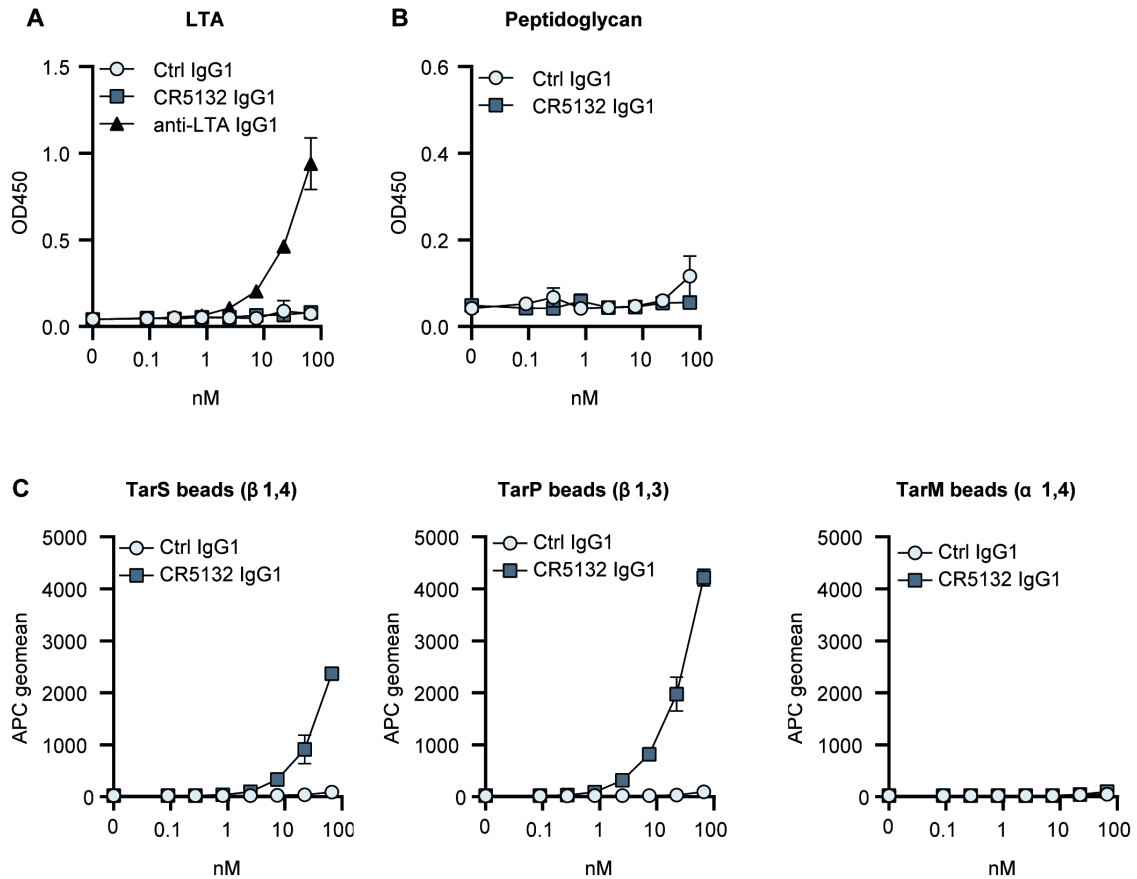 A
LTA
OD450
1.5
1.0
0.5
0.0
Ctrl IgG1
CR5132 IgG1
anti-LTA IgG1
0 0.1 1 10 100
nM
B
Peptidoglycan
OD450
0.6
0.4
0.2
0.0
Ctrl IgG1
CR5132 IgG1
0 0.1 1 10 100
nM
C
TarS beads (β 1,4)
APC geomean
5000
4000
3000
2000
1000
0
Ctrl IgG1
CR5132 IgG1
0 0.1 1 10 100
nM
TarP beads (β 1,3)
APC geomean
5000
4000
3000
2000
1000
0
Ctrl IgG1
CR5132 IgG1
0 0.1 1 10 100
nM
TarM beads (α 1,4)
APC geomean
5000
4000
3000
2000
1000
0
Ctrl IgG1
CR5132 IgG1
0 0.1 1 10 100
nM